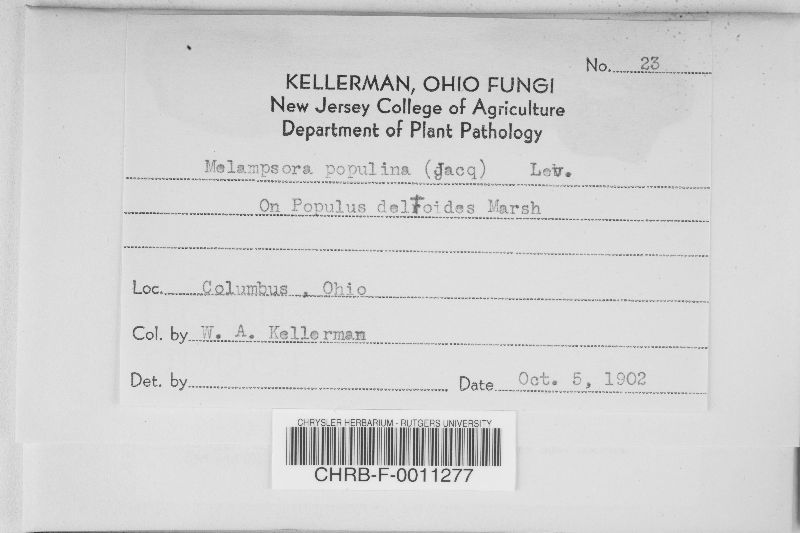 No. 23
KELLERMAN, OHIO FUNGI
New Jersey College of Agriculture
Department of Plant Pathology
Melampsora populina (Jacq) Lev.
On Populus deltoides Marsh
Loc. Columbus , Ohio
Col. by W. A. Kellerman
Det. by
Date Oct. 5, 1902
CHRYSLER HERBARIUM - RUTGERS UNIVERSITY
CHRB-F-0011277